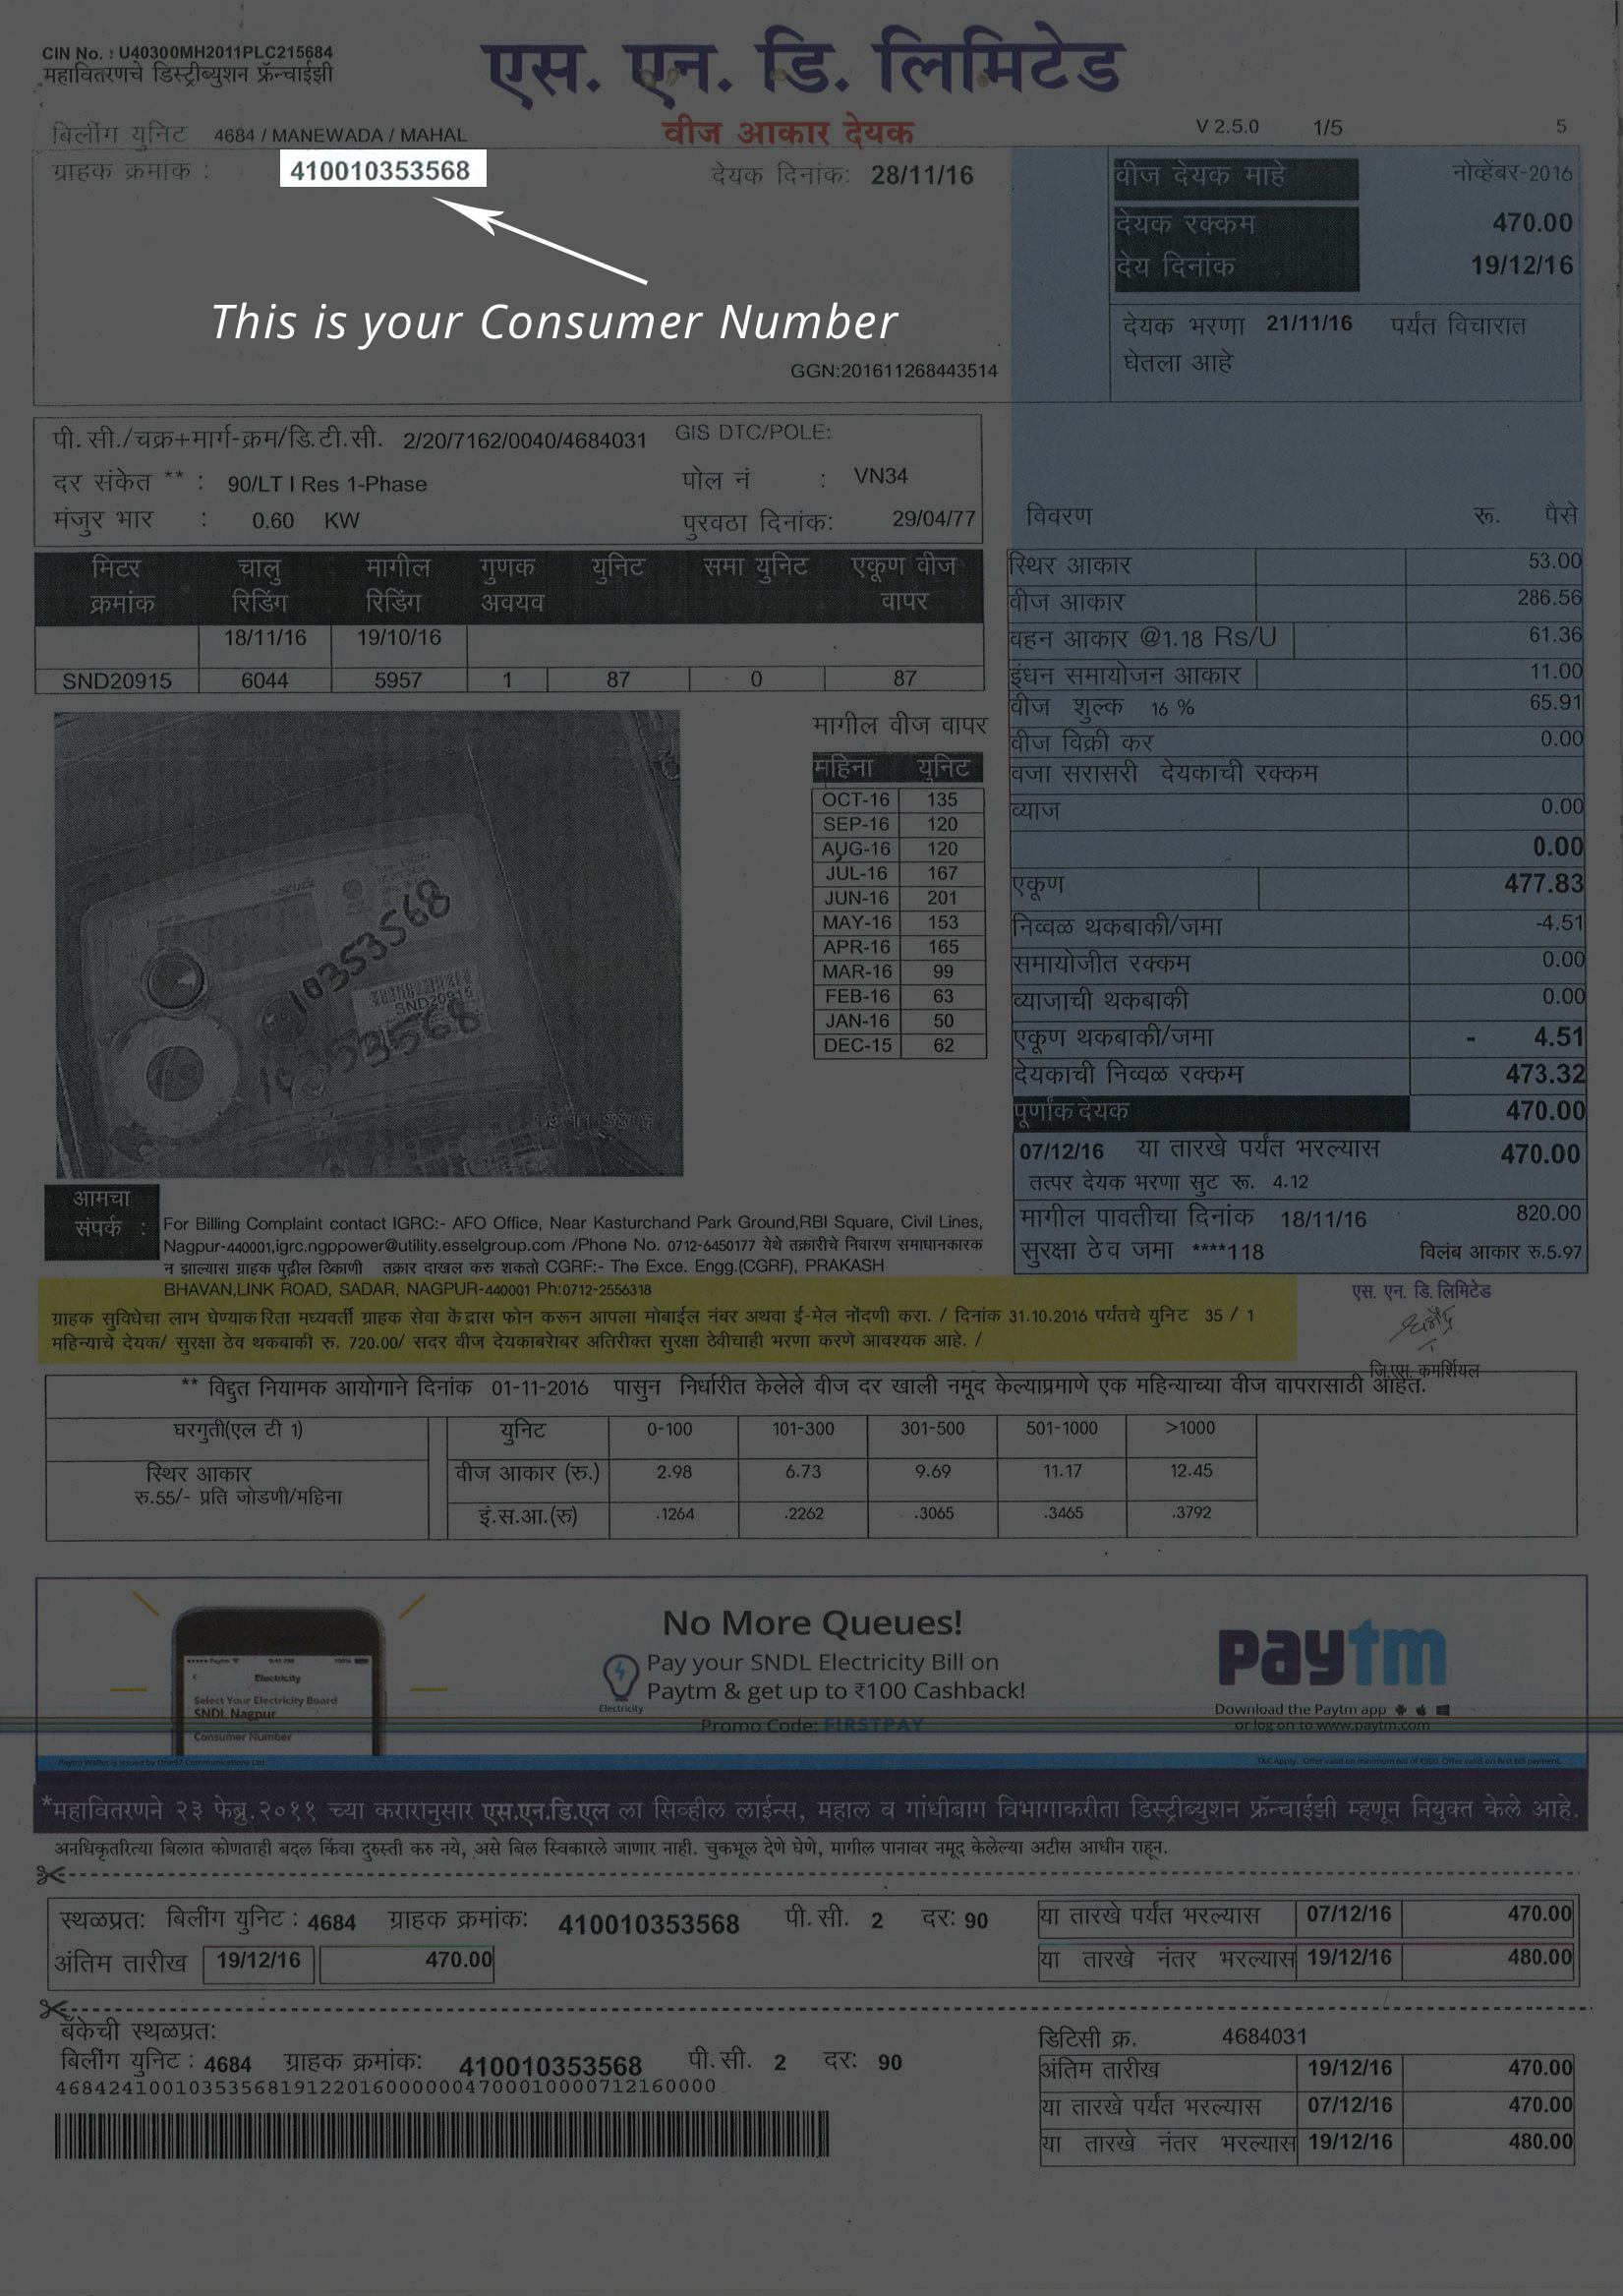 CIN No. : U40300MH2011PLC215684
महावितरणचे डिस्ट्रीब्युशन फ्रॅन्चाईझी
एस. एन. डि. लिमिटेड
वीज आकार देयक
V 2.5.0 1/5 5
बिलींग युनिट 4684 / MANEWADA / MAHAL
ग्राहक क्रमांक : 410010353568
देयक दिनांक: 28/11/16
This is your Consumer Number
GGN:201611268443514
वीज देयक माहे नोव्हेंबर-2016
देयक रक्कम 470.00
देय दिनांक 19/12/16
देयक भरणा 21/11/16 पर्यंत विचारात
घेतला आहे
पी. सी./चक्र+मार्ग-क्रम/डि.टी.सी. 2/20/7162/0040/4684031 GIS DTC/POLE:
दर संकेत ** : 90/LT I Res 1-Phase पोल नं : VN34
मंजुर भार : 0.60 KW पुरवठा दिनांक: 29/04/77
मिटर क्रमांक चालु रिडिंग मागील रिडिंग गुणक अवयव युनिट समा युनिट एकूण वीज वापर
18/11/16 19/10/16
SND20915 6044 5957 1 87 0 87
विवरण रू. पैसे
स्थिर आकार 53.00
वीज आकार 286.56
वहन आकार @1.18 Rs/U 61.36
इंधन समायोजन आकार 11.00
वीज शुल्क 16 % 65.91
वीज विक्री कर 0.00
वजा सरासरी देयकाची रक्कम
व्याज 0.00
0.00
एकूण 477.83
निव्वळ थकबाकी/जमा -4.51
समायोजीत रक्कम 0.00
व्याजाची थकबाकी 0.00
एकूण थकबाकी/जमा - 4.51
देयकाची निव्वळ रक्कम 473.32
पूर्णांक देयक 470.00
07/12/16 या तारखे पर्यंत भरल्यास 470.00
तत्पर देयक भरणा सुट रू. 4.12
मागील पावतीचा दिनांक 18/11/16 820.00
सुरक्षा ठेव जमा ****118 विलंब आकार रु.5.97
मागील वीज वापर
महिना युनिट
OCT-16 135
SEP-16 120
AUG-16 120
JUL-16 167
JUN-16 201
MAY-16 153
APR-16 165
MAR-16 99
FEB-16 63
JAN-16 50
DEC-15 62
10353568
SND20915
10353568
आमचा संपर्क :
For Billing Complaint contact IGRC:- AFO Office, Near Kasturchand Park Ground,RBI Square, Civil Lines,
Nagpur-440001,igrc.ngppower@utility.esselgroup.com /Phone No. 0712-6450177 येथे तक्रारीचे निवारण समाधानकारक
न झाल्यास ग्राहक पुढील ठिकाणी तक्रार दाखल करु शकतो CGRF:- The Exce. Engg.(CGRF), PRAKASH
BHAVAN,LINK ROAD, SADAR, NAGPUR-440001 Ph:0712-2556318
ग्राहक सुविधेचा लाभ घेण्याकरिता मध्यवर्ती ग्राहक सेवा केंद्रास फोन करून आपला मोबाईल नंबर अथवा ई-मेल नोंदणी करा. / दिनांक 31.10.2016 पर्यंतचे युनिट 35 / 1
महिन्याचे देयक/ सुरक्षा ठेव थकबाकी रु. 720.00/ सदर वीज देयकाबरोबर अतिरीक्त सुरक्षा ठेवीचाही भरणा करणे आवश्यक आहे. /
एस. एन. डि. लिमिटेड
जि.एम. कमर्शियल
** विद्दुत नियामक आयोगाने दिनांक 01-11-2016 पासुन निर्धारीत केलेले वीज दर खाली नमूद केल्याप्रमाणे एक महिन्याच्या वीज वापरासाठी आहेत.
घरगुती(एल टी 1) युनिट 0-100 101-300 301-500 501-1000 >1000
स्थिर आकार वीज आकार (रु.) 2.98 6.73 9.69 11.17 12.45
रु.55/- प्रति जोडणी/महिना
इं.स.आ.(रु) .1264 .2262 .3065 .3465 .3792
Electricity
Select Your Electricity Board
SNDL Nagpur
Consumer Number
No More Queues!
Pay your SNDL Electricity Bill on
Paytm & get up to ₹100 Cashback!
Electricity
Promo Code: FIRSTPAY
paytm
Download the Paytm app
or log on to www.paytm.com
Paytm Wallet is issued by One97 Communications Ltd.
T&C Apply. Offer valid on minimum bill of ₹500. Offer valid on first bill payment.
*महावितरणने २३ फेब्रु.२०११ च्या करारानुसार एस.एन.डि.एल ला सिव्हील लाईन्स, महाल व गांधीबाग विभागाकरीता डिस्ट्रीब्युशन फ्रॅन्चाईझी म्हणून नियुक्त केले आहे.
अनधिकृतरित्या बिलात कोणताही बदल किंवा दुरुस्ती करु नये, असे बिल स्विकारले जाणार नाही. चुकभूल देणे घेणे, मागील पानावर नमूद केलेल्या अटीस आधीन राहून.
स्थळप्रत: बिलींग युनिट : 4684 ग्राहक क्रमांक: 410010353568 पी. सी. 2 दर: 90
या तारखे पर्यंत भरल्यास 07/12/16 470.00
अंतिम तारीख 19/12/16 470.00
या तारखे नंतर भरल्यास 19/12/16 480.00
बँकेची स्थळप्रत:
डिटिसी क्र. 4684031
बिलींग युनिट : 4684 ग्राहक क्रमांक: 410010353568 पी. सी. 2 दर: 90
अंतिम तारीख 19/12/16 470.00
या तारखे पर्यंत भरल्यास 07/12/16 470.00
या तारखे नंतर भरल्यास 19/12/16 480.00